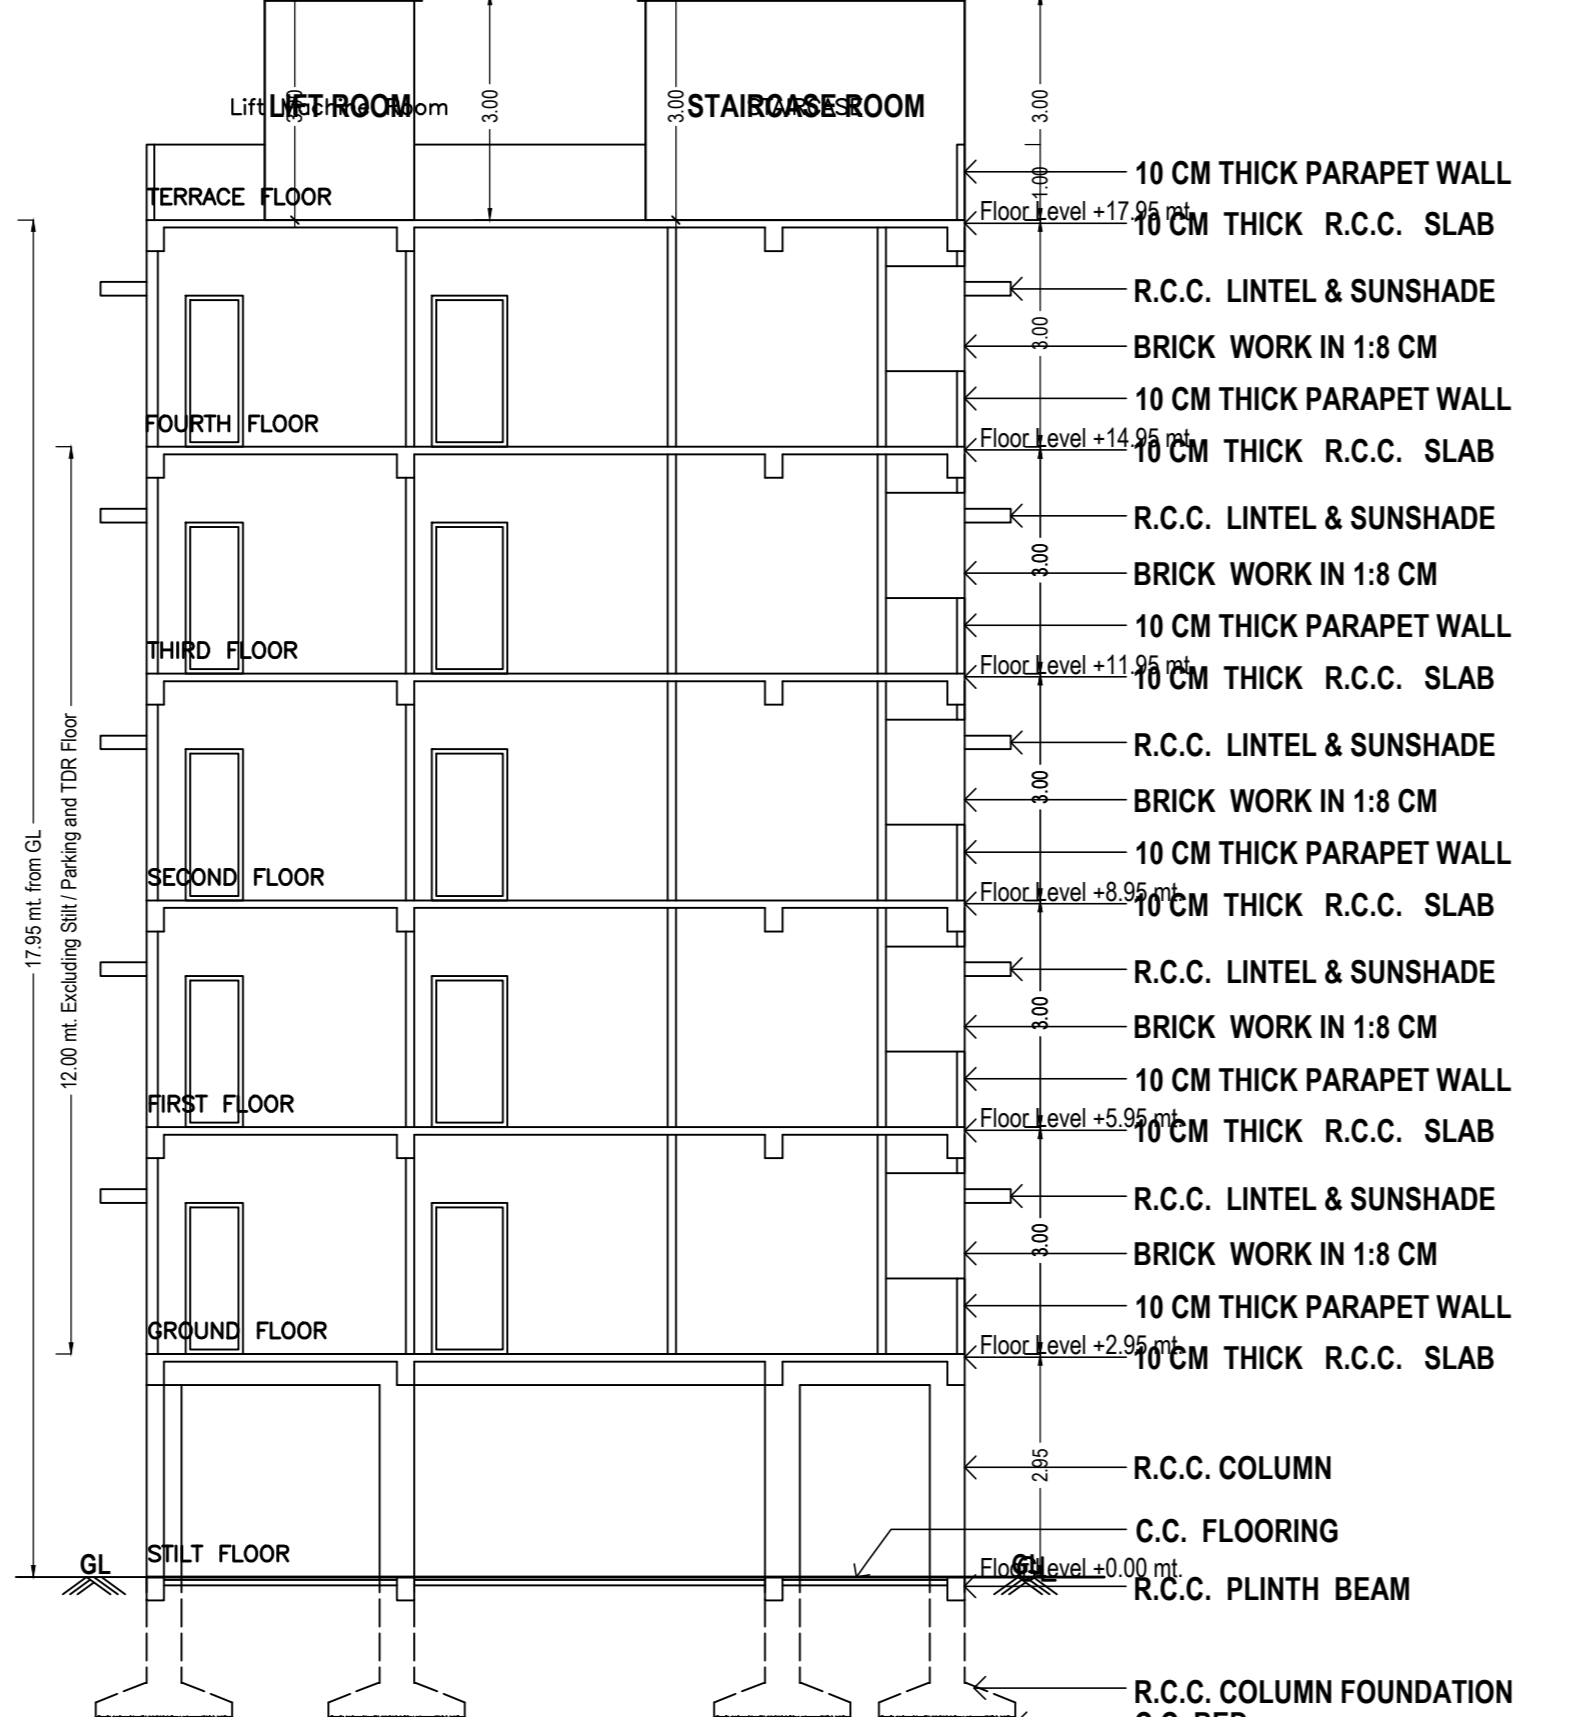 Lift Machine Room
LIFT ROOM
3.00
3.00
3.00
STAIRCASE ROOM
STAIRCASE
3.00
10 CM THICK PARAPET WALL
1.00
TERRACE FLOOR
Floor Level +17.95 mt.
10 CM THICK R.C.C. SLAB
R.C.C. LINTEL & SUNSHADE
3.00
BRICK WORK IN 1:8 CM
10 CM THICK PARAPET WALL
FOURTH FLOOR
Floor Level +14.95 mt.
10 CM THICK R.C.C. SLAB
R.C.C. LINTEL & SUNSHADE
3.00
BRICK WORK IN 1:8 CM
10 CM THICK PARAPET WALL
THIRD FLOOR
Floor Level +11.95 mt.
10 CM THICK R.C.C. SLAB
R.C.C. LINTEL & SUNSHADE
3.00
BRICK WORK IN 1:8 CM
10 CM THICK PARAPET WALL
SECOND FLOOR
Floor Level +8.95 mt.
10 CM THICK R.C.C. SLAB
17.95 mt. from GL
12.00 mt. Excluding Stilt / Parking and TDR Floor
R.C.C. LINTEL & SUNSHADE
3.00
BRICK WORK IN 1:8 CM
10 CM THICK PARAPET WALL
FIRST FLOOR
Floor Level +5.95 mt.
10 CM THICK R.C.C. SLAB
R.C.C. LINTEL & SUNSHADE
3.00
BRICK WORK IN 1:8 CM
10 CM THICK PARAPET WALL
GROUND FLOOR
Floor Level +2.95 mt.
10 CM THICK R.C.C. SLAB
2.95
R.C.C. COLUMN
C.C. FLOORING
STILT FLOOR
GL
Floor Level +0.00 mt.
GL
GL
R.C.C. PLINTH BEAM
R.C.C. COLUMN FOUNDATION
C.C. BED